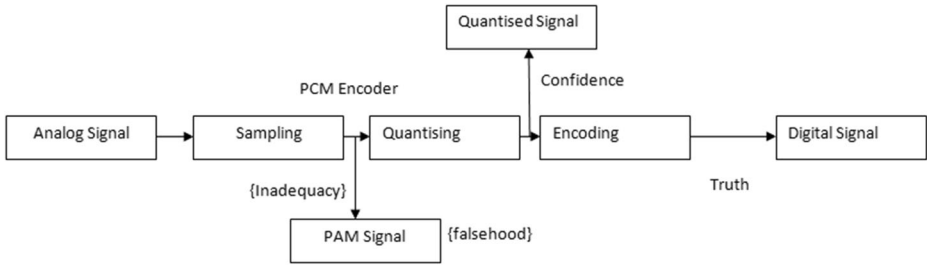 Quantised Signal
Confidence
PCM Encoder
Analog Signal
Sampling
Quantising
Encoding
Digital Signal
{Inadequacy}
Truth
PAM Signal
{falsehood}